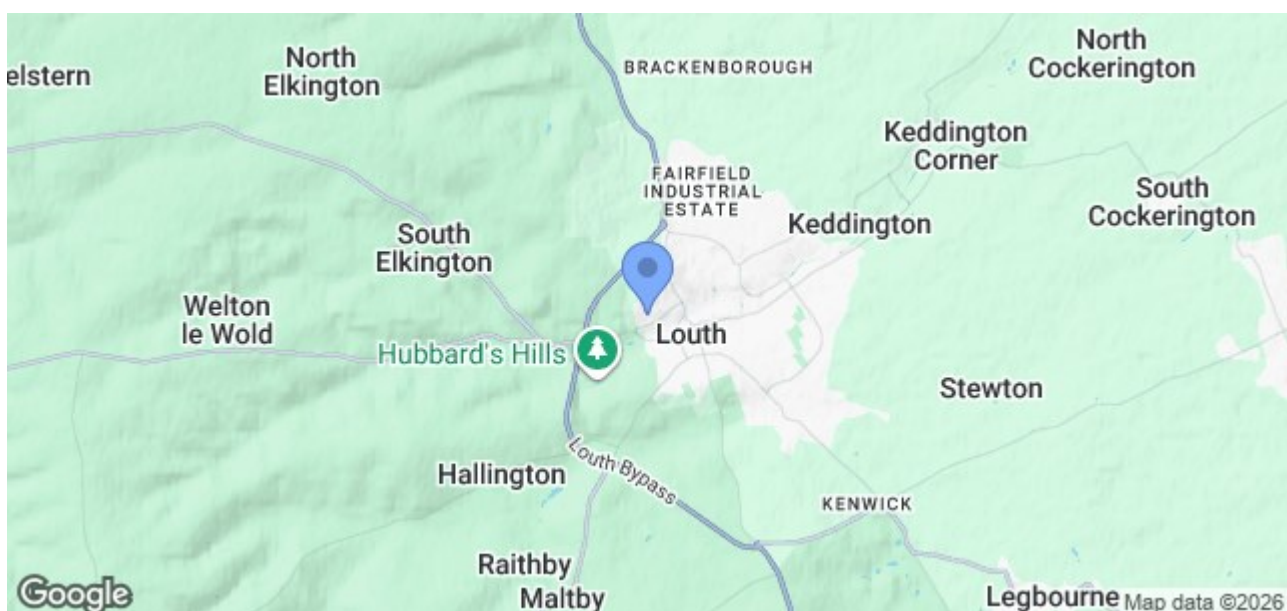 North
Elkington
elstern
BRACKENBOROUGH
North
Cockerington
Keddington
Corner
FAIRFIELD
INDUSTRIAL
ESTATE
South
Cockerington
Keddington
South
Elkington
Welton
le Wold
Louth
Hubbard's Hills
Stewton
Hallington
Louth Bypass
KENWICK
Raithby
Maltby
Legbourne
Google
Map data ©2026